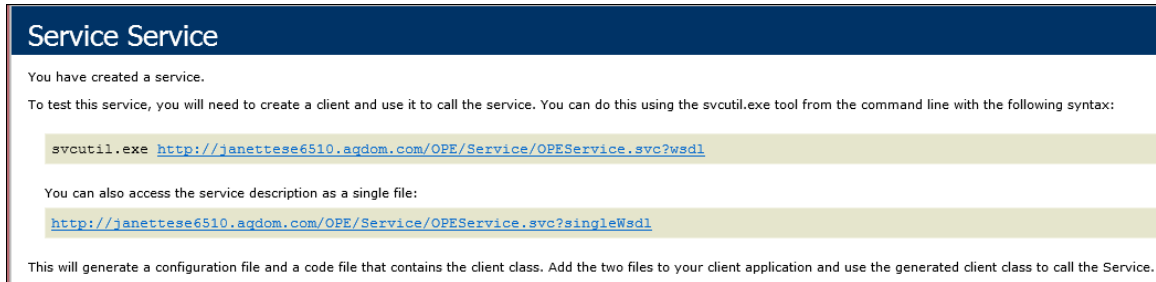 Service Service
You have created a service.
To test this service, you will need to create a client and use it to call the service. You can do this using the svcutil.exe tool from the command line with the following syntax:
svcutil.exe http://janettese6510.aqdom.com/OPE/Service/OPEService.svc?wsdl
You can also access the service description as a single file:
http://janettese6510.aqdom.com/OPE/Service/OPEService.svc?singleWsdl
This will generate a configuration file and a code file that contains the client class. Add the two files to your client application and use the generated client class to call the Service.